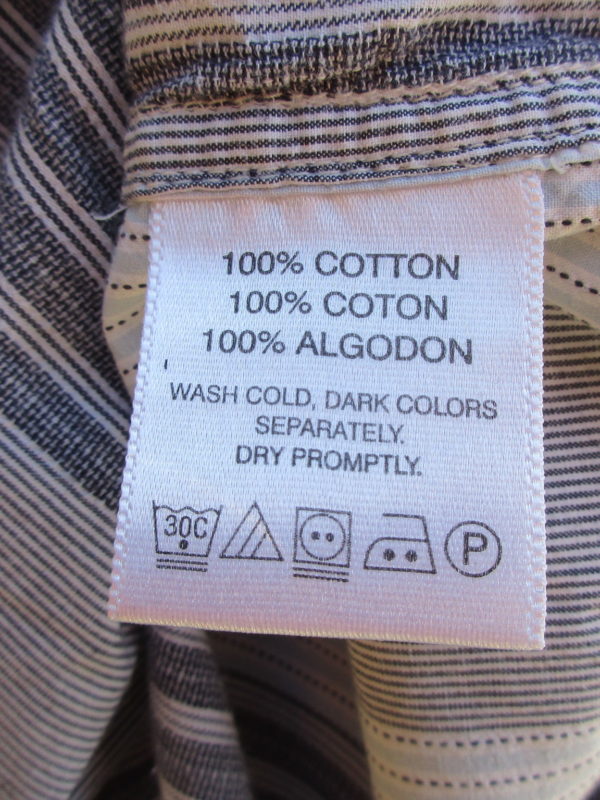 100% COTTON
100% COTON
100% ALGODON
WASH COLD, DARK COLORS
SEPARATELY.
DRY PROMPTLY.
30C P